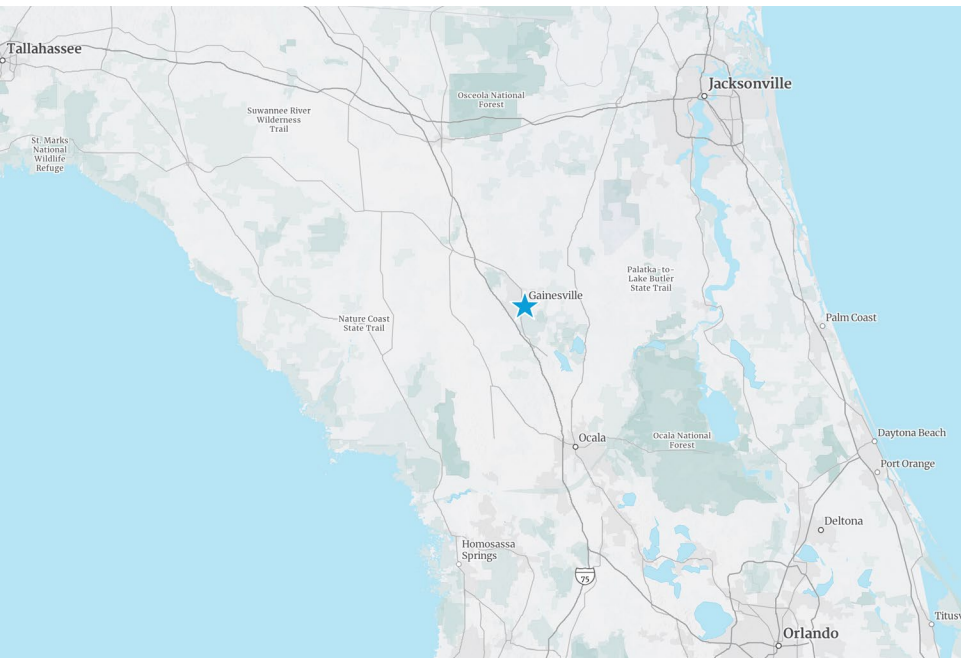 Tallahassee
Jacksonville
Osceola National
Forest
Suwannee River
Wilderness
Trail
St. Marks
National
Wildlife
Refuge
Palatka-to-
Lake Butler
State Trail
Gainesville
Nature Coast
State Trail
Palm Coast
Ocala
Ocala National
Forest
Daytona Beach
Port Orange
Deltona
Homosassa
Springs
75
Titusv
Orlando